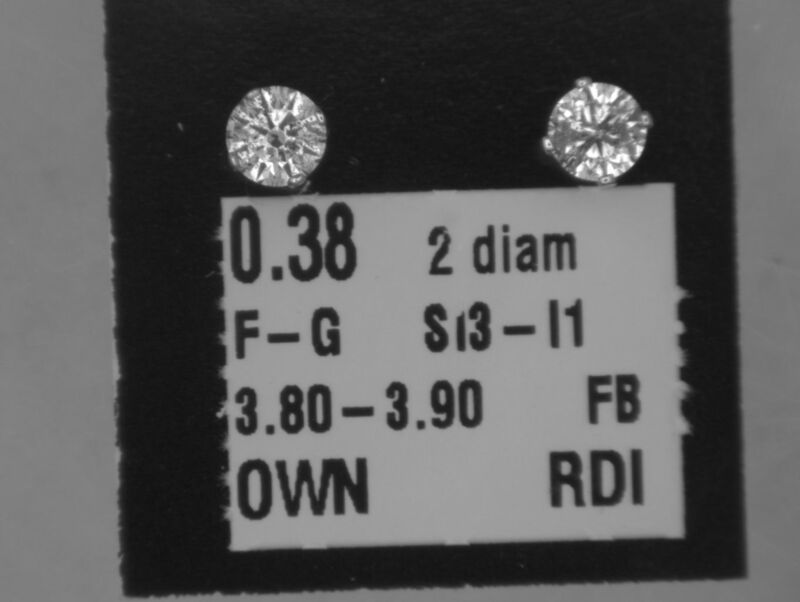 0.38 2 diam
F-G Si3-I1
3.80-3.90 FB
OWN RDI